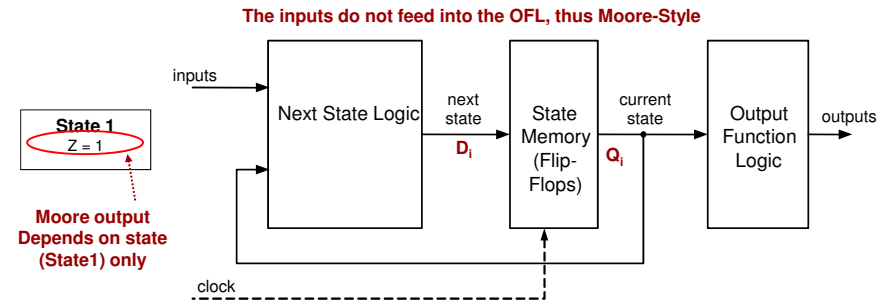 The inputs do not feed into the OFL, thus Moore-Style
inputs
Next State Logic
next
state
D_i
State
Memory
(Flip-
Flops)
current
state
Q_i
Output
Function
Logic
outputs
State 1
Z = 1
Moore output
Depends on state
(State1) only
clock